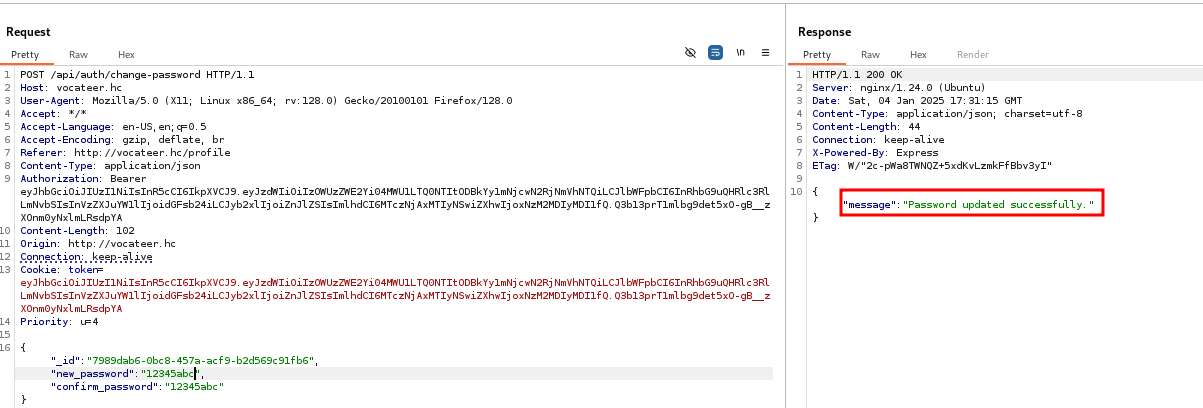 Request
Pretty Raw Hex
\n
1 POST /api/auth/change-password HTTP/1.1
2 Host: vocateer.hc
3 User-Agent: Mozilla/5.0 (X11; Linux x86_64; rv:128.0) Gecko/20100101 Firefox/128.0
4 Accept: */*
5 Accept-Language: en-US,en;q=0.5
6 Accept-Encoding: gzip, deflate, br
7 Referer: http://vocateer.hc/profile
8 Content-Type: application/json
9 Authorization: Bearer
10 Content-Length: 102
11 Origin: http://vocateer.hc
12 Connection: keep-alive
13 Cookie: token=
14 Priority: u=4
15
16 {
"_id":"7989dab6-0bc8-457a-acf9-b2d569c91fb6",
"new_password":"12345abc",
"confirm_password":"12345abc"
}
Response
Pretty Raw Hex Render
1 HTTP/1.1 200 OK
2 Server: nginx/1.24.0 (Ubuntu)
3 Date: Sat, 04 Jan 2025 17:31:15 GMT
4 Content-Type: application/json; charset=utf-8
5 Content-Length: 44
6 Connection: keep-alive
7 X-Powered-By: Express
8 ETag: W/"2c-pWa8TWNQZ+5xdKvLzmkFfBbv3yI"
9
10 {
"message":"Password updated successfully."
}